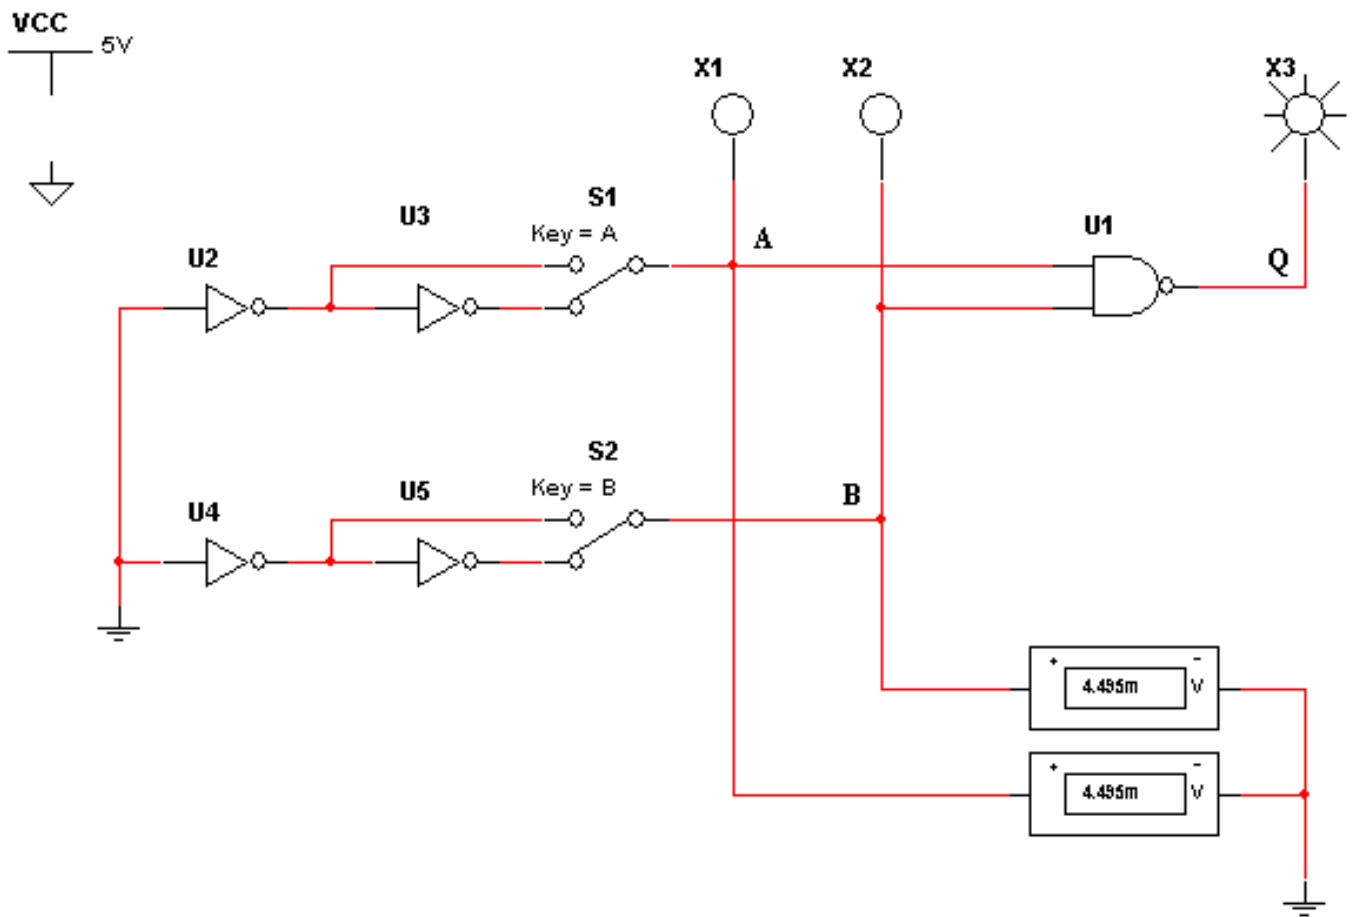 VCC
5V
X1
X2
X3
S1
U3
Key = A
A
U1
U2
Q
S2
U5
Key = B
B
U4
+ -
4.495m V
+ -
4.495m V